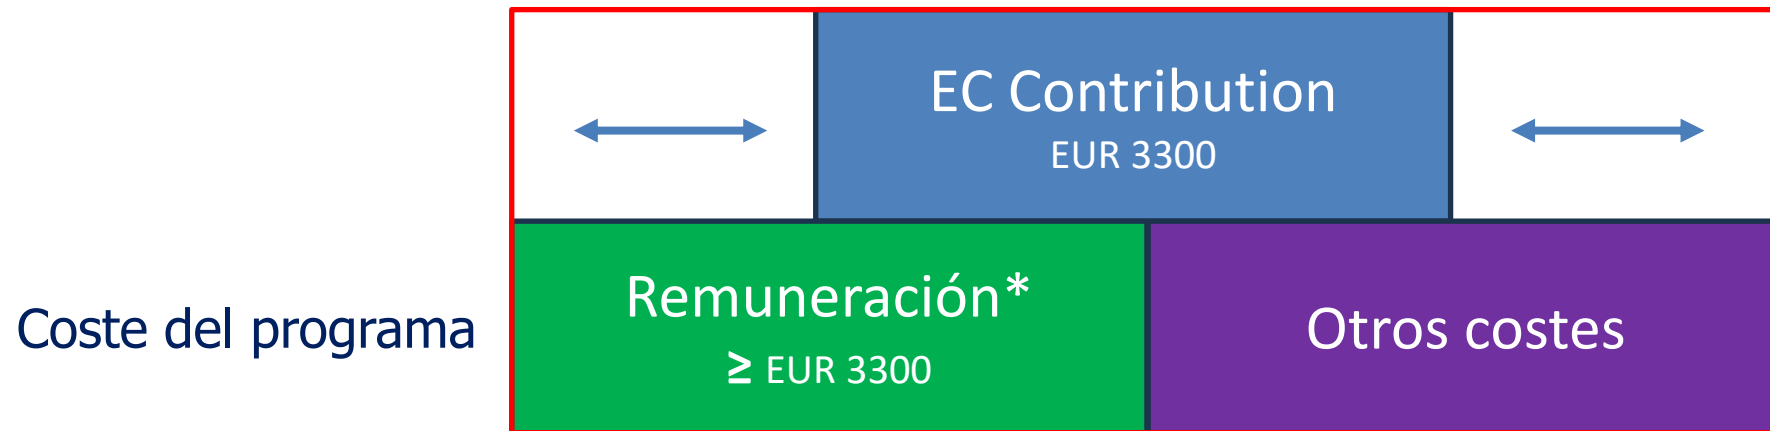 EC Contribution
EUR 3300
Remuneración*
≥ EUR 3300
Coste del programa
Otros costes